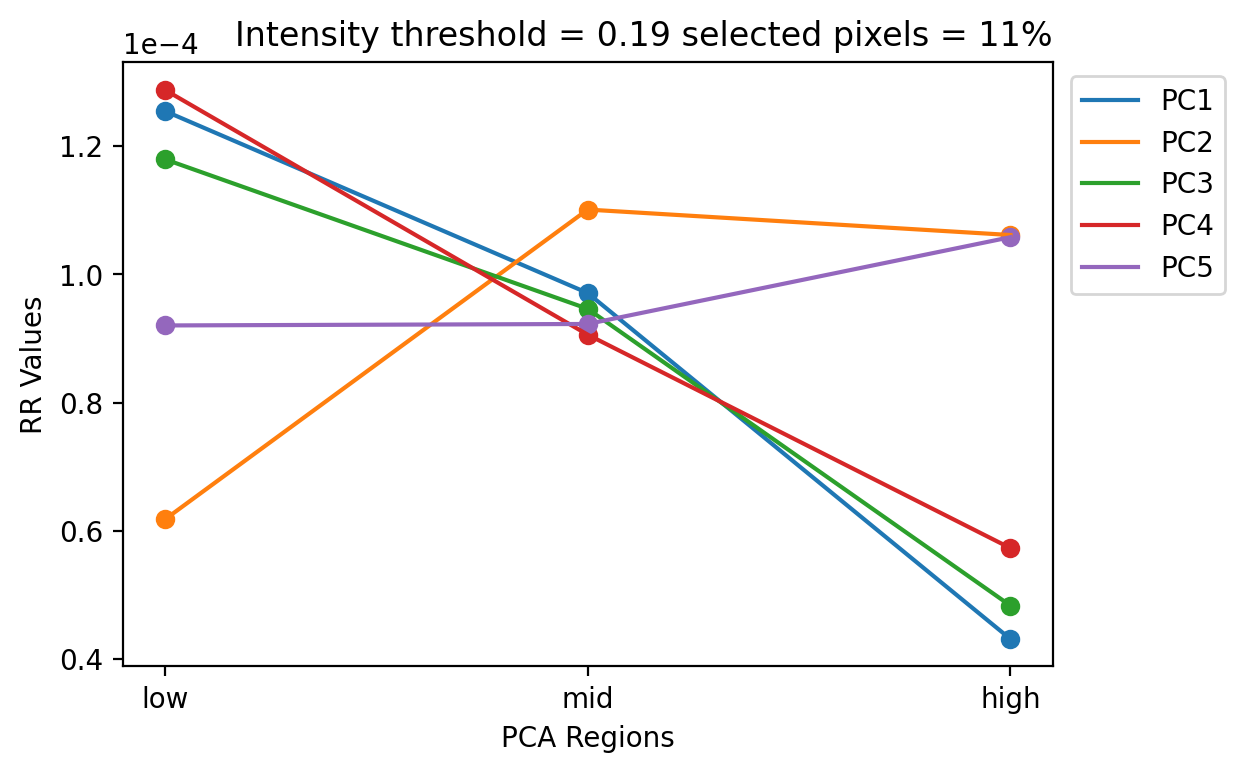 Intensity threshold = 0.19 selected pixels = 11%
1e−4
1.2
1.0
0.8
0.6
0.4
RR Values
low
mid
high
PCA Regions
PC1
PC2
PC3
PC4
PC5